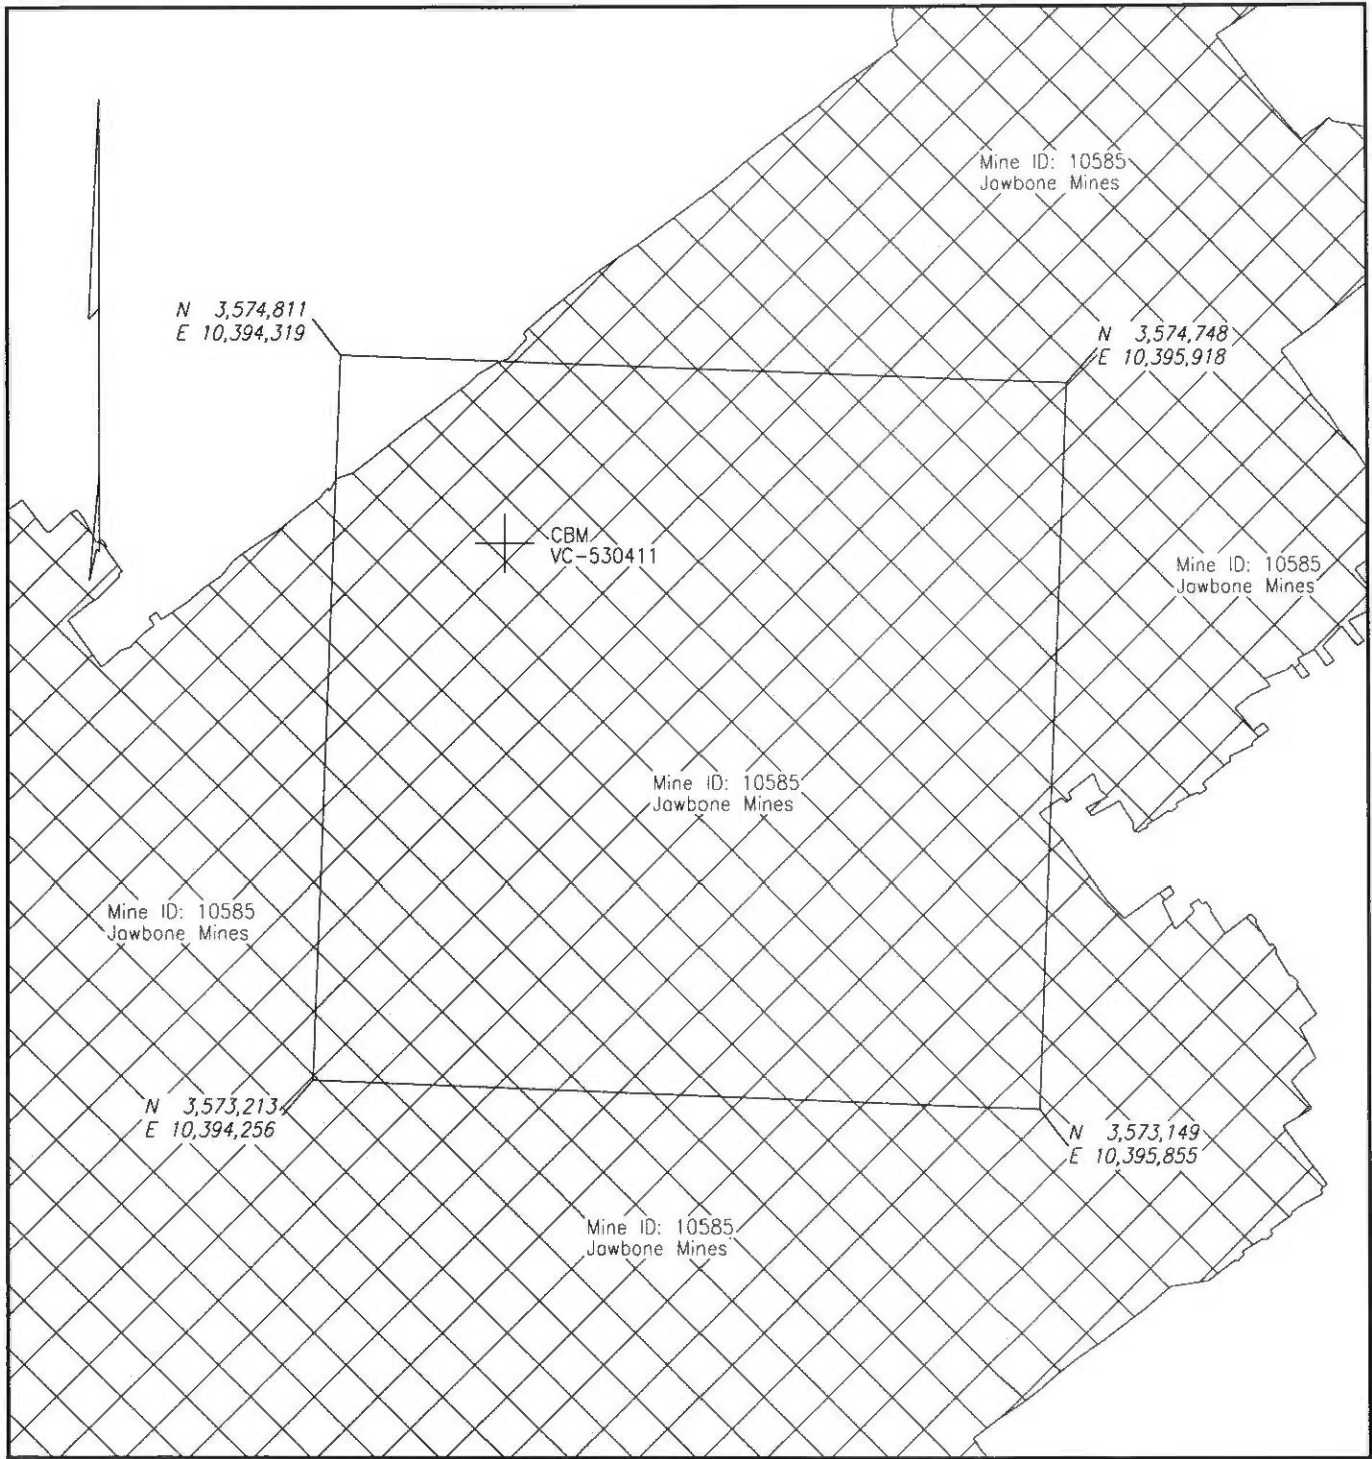 Mine ID: 10585
Jawbone Mines
N 3,574,811
E 10,394,319
N 3,574,748
E 10,395,918
CBM
VC-530411
Mine ID: 10585
Jawbone Mines
Mine ID: 10585
Jawbone Mines
Mine ID: 10585
Jawbone Mines
N 3,573,213
E 10,394,256
N 3,573,149
E 10,395,855
Mine ID: 10585
Jawbone Mines